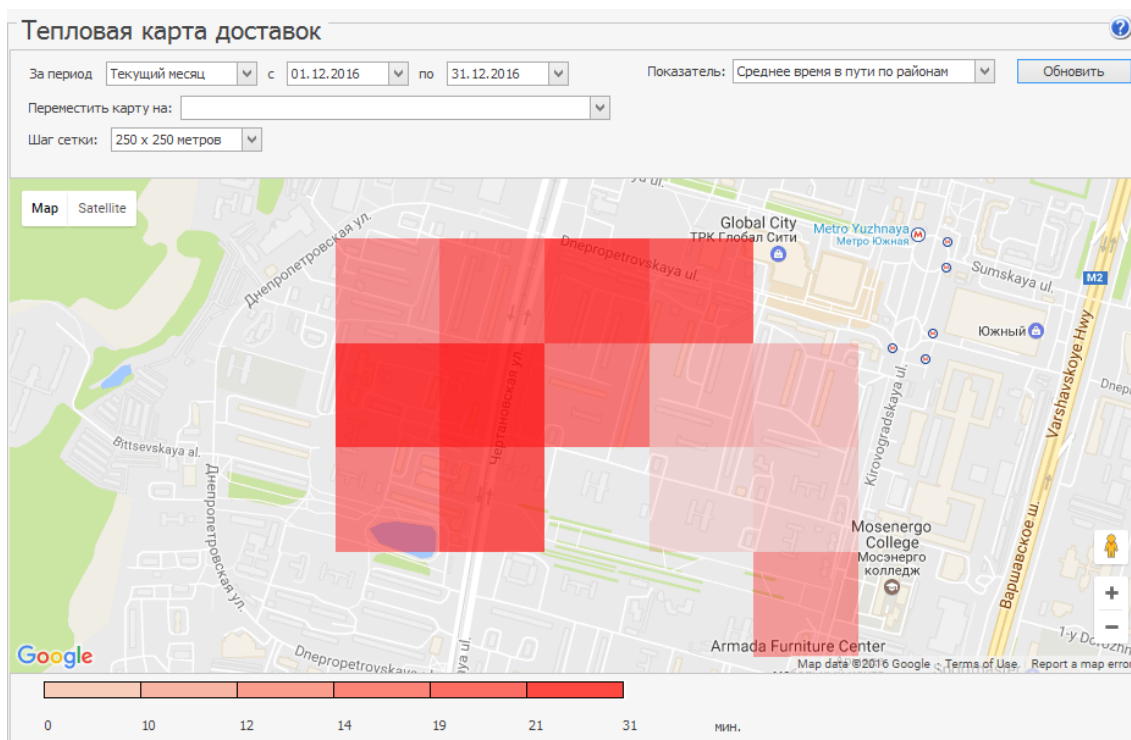 Тепловая карта доставок
За период Текущий месяц с 01.12.2016 по 31.12.2016 Показатель: Среднее время в пути по районам Обновить
Переместить карту на:
Шаг сетки: 250 x 250 метров
Map Satellite
Global City
ТРК Глобал Сити
Metro Yuzhnaya
Метро Южная
Днепропетровская ул.
Dnepropetrovskaya ul.
Sumskaya ul.
M2
Южный
Varshavskoye Hwy
Kirovogradskaya ul.
Чертановская ул.
Bittsevskaya al.
Днепропетровская ул.
Mosenergo
College
Мосэнерго
колледж
Варшавское ш.
Armada Furniture Center
Google
Map data ©2016 Google Terms of Use Report a map error
0 10 12 14 19 21 31 мин.